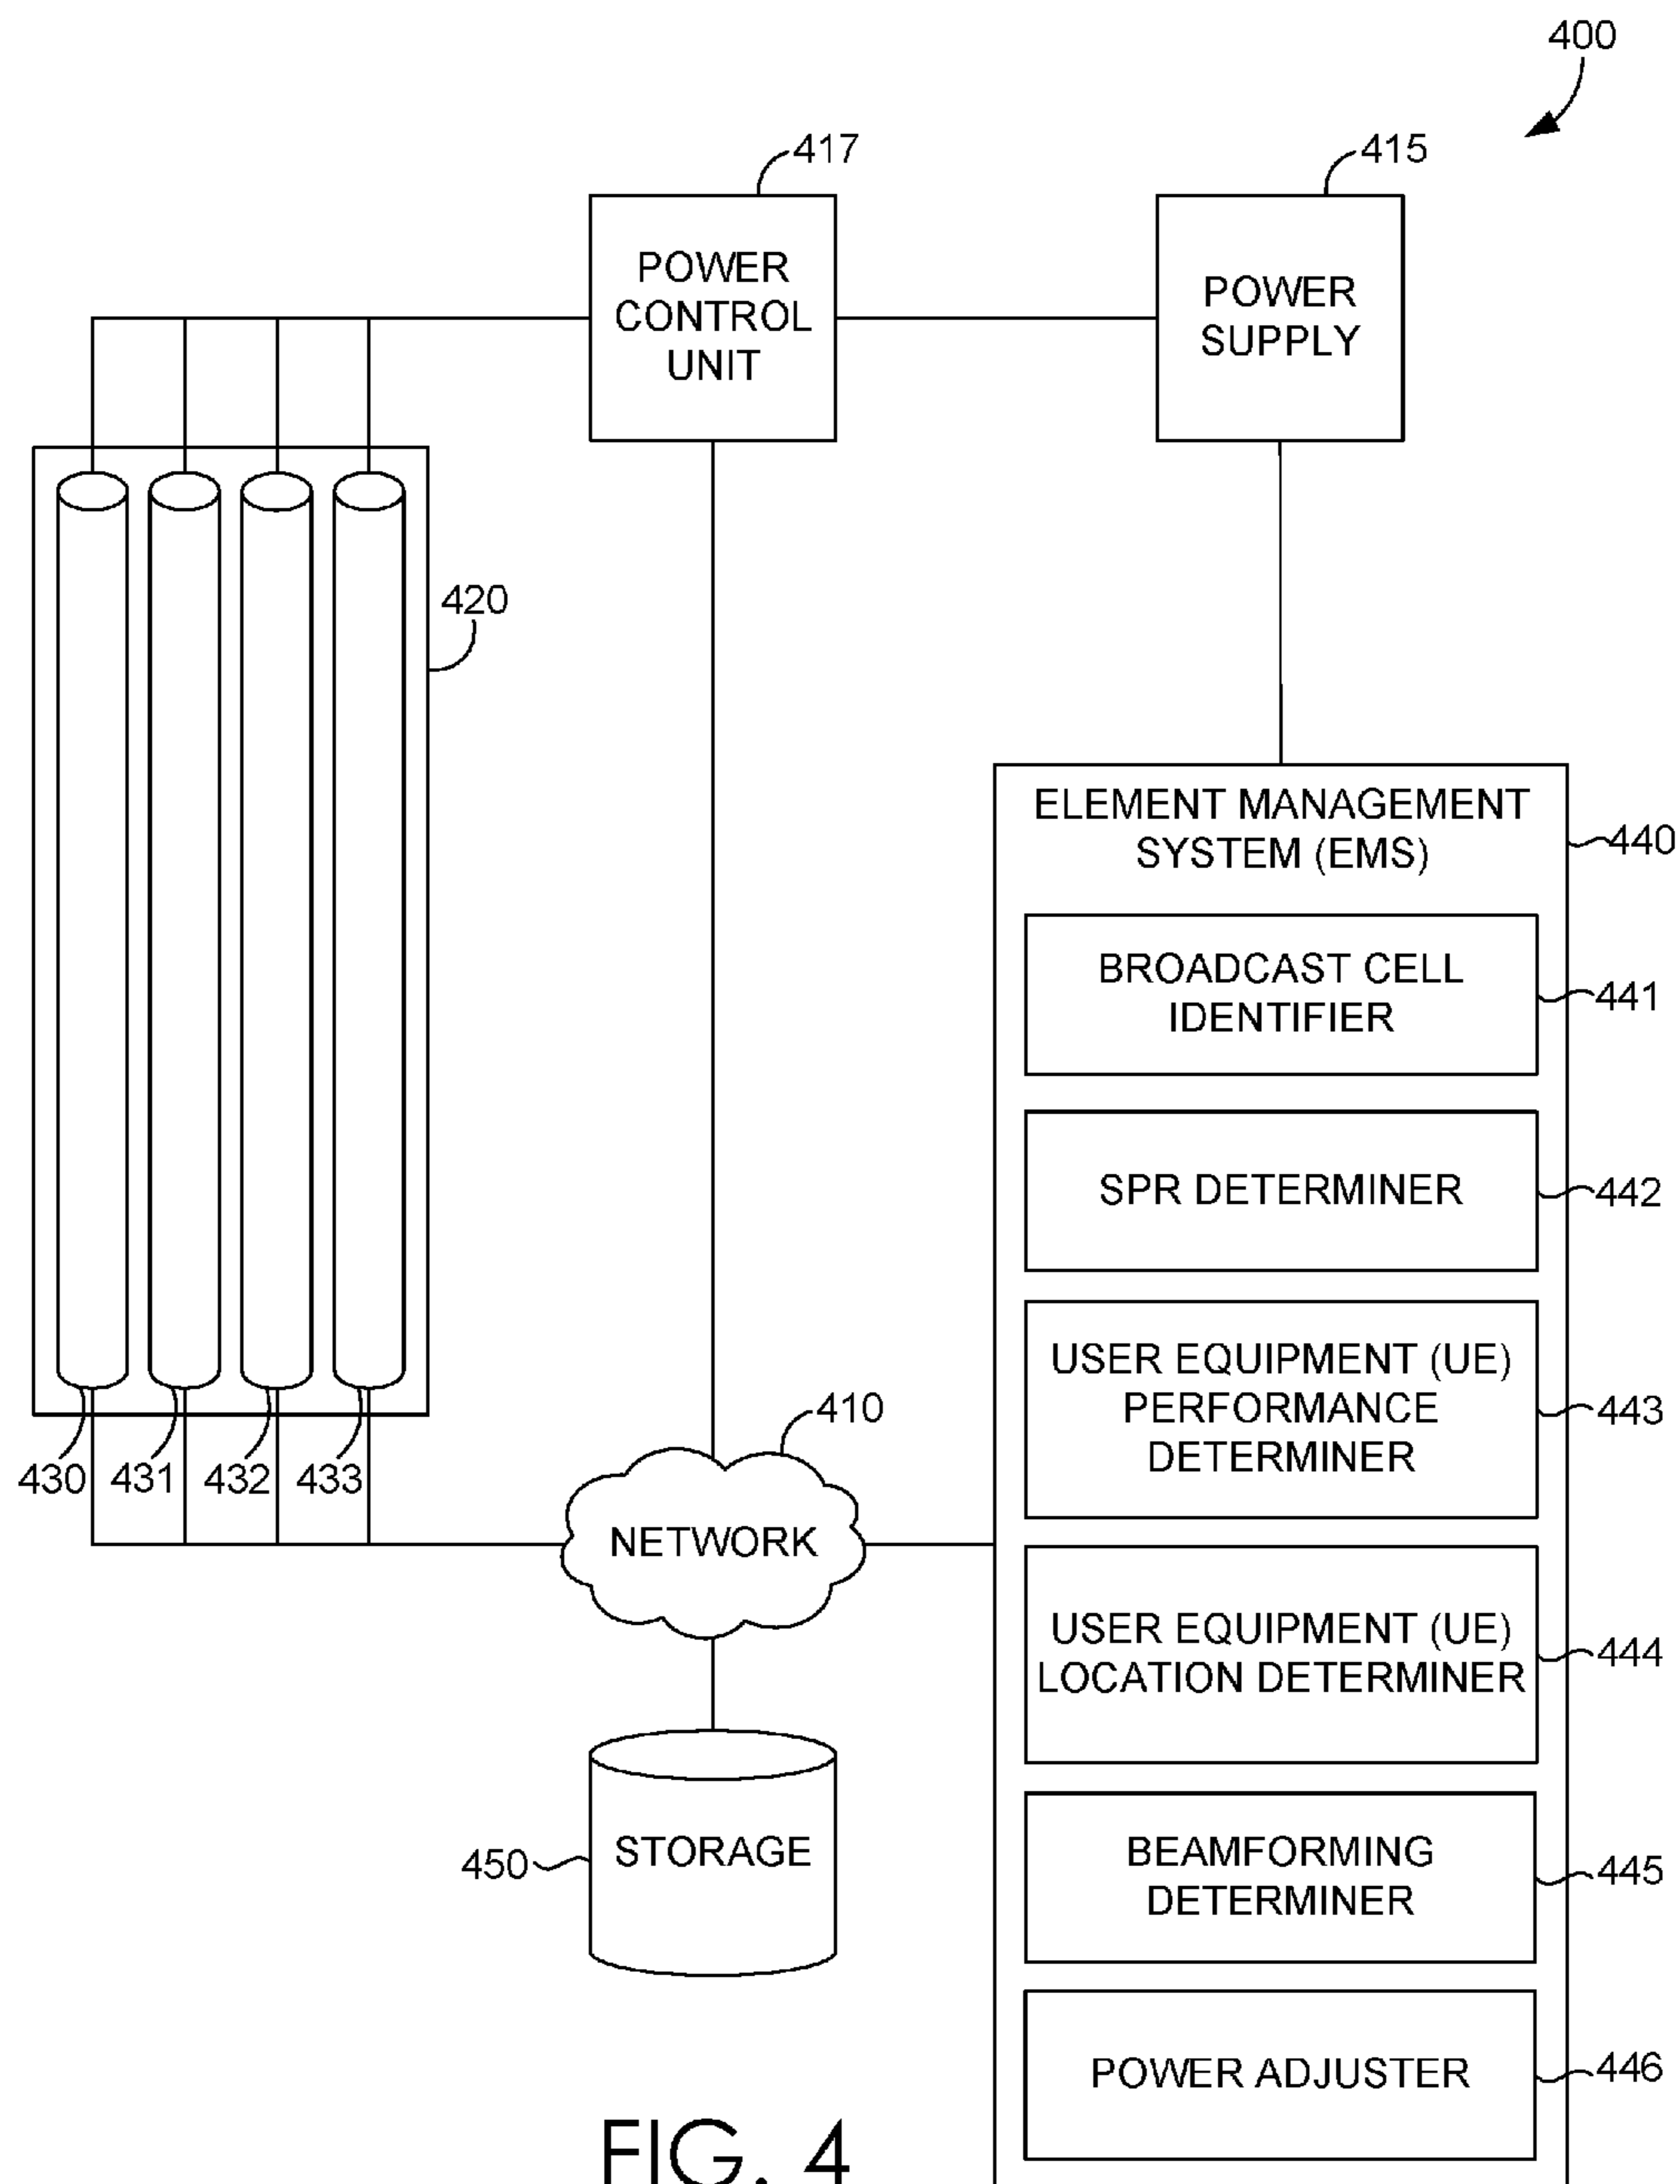 400
417
415
POWER
CONTROL
UNIT
POWER
SUPPLY
420
ELEMENT MANAGEMENT
SYSTEM (EMS)
440
BROADCAST CELL
IDENTIFIER
441
SPR DETERMINER
442
USER EQUIPMENT (UE)
PERFORMANCE
DETERMINER
443
410
430 431 432 433
NETWORK
USER EQUIPMENT (UE)
LOCATION DETERMINER
444
STORAGE
450
BEAMFORMING
DETERMINER
445
POWER ADJUSTER
446
FIG. 4